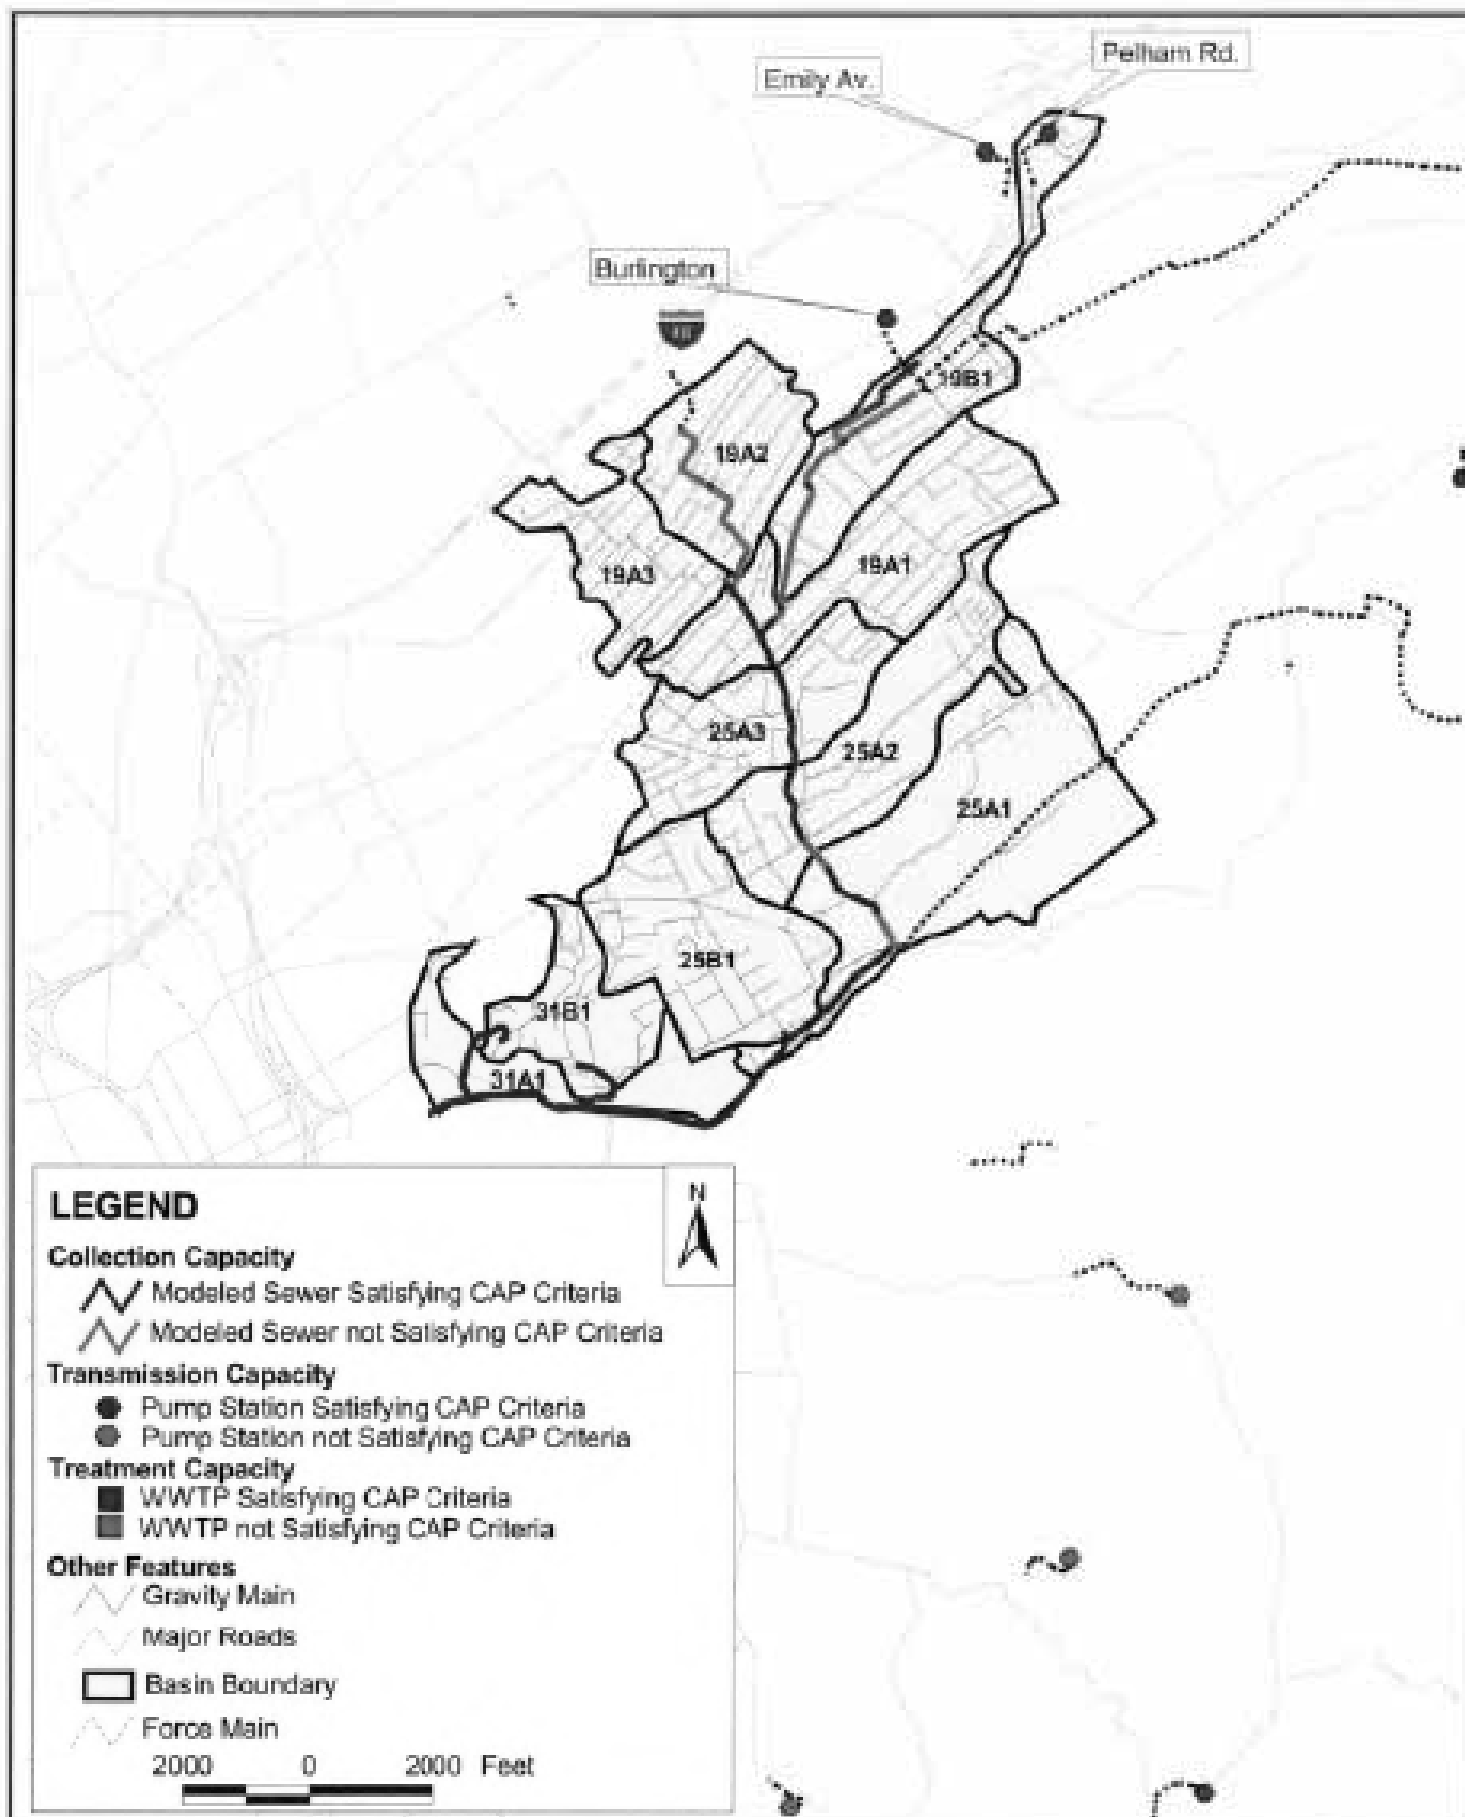 Pelham Rd.
Emily Av.
Burlington
19B1
19A2
19A1
19A3
25A3
25A2
25A1
25B1
31B1
31A1
LEGEND
N
Collection Capacity
Modeled Sewer Satisfying CAP Criteria
Modeled Sewer not Satisfying CAP Criteria
Transmission Capacity
Pump Station Satisfying CAP Criteria
Pump Station not Satisfying CAP Criteria
Treatment Capacity
WWTP Satisfying CAP Criteria
WWTP not Satisfying CAP Criteria
Other Features
Gravity Main
Major Roads
Basin Boundary
Force Main
2000 0 2000 Feet